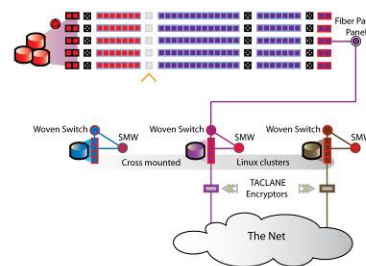 Fiber Patch
Panel
Woven Switch
SMW
Woven Switch
SMW
Woven Switch
SMW
Cross mounted
Linux clusters
TACLANE
Encryptors
The Net